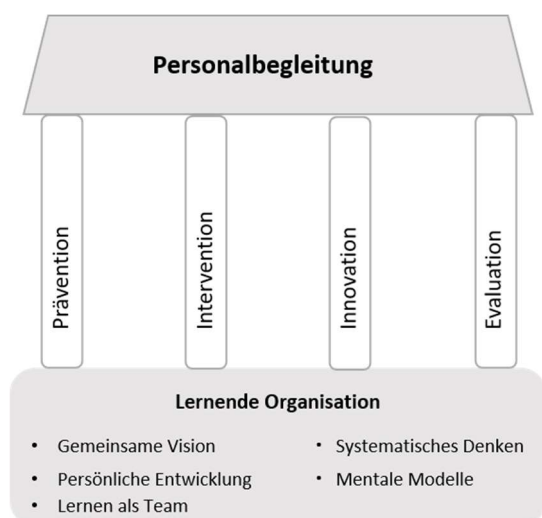 Personalbegleitung
Prävention
Intervention
Innovation
Evaluation
Lernende Organisation
• Gemeinsame Vision
• Persönliche Entwicklung
• Lernen als Team
• Systematisches Denken
• Mentale Modelle